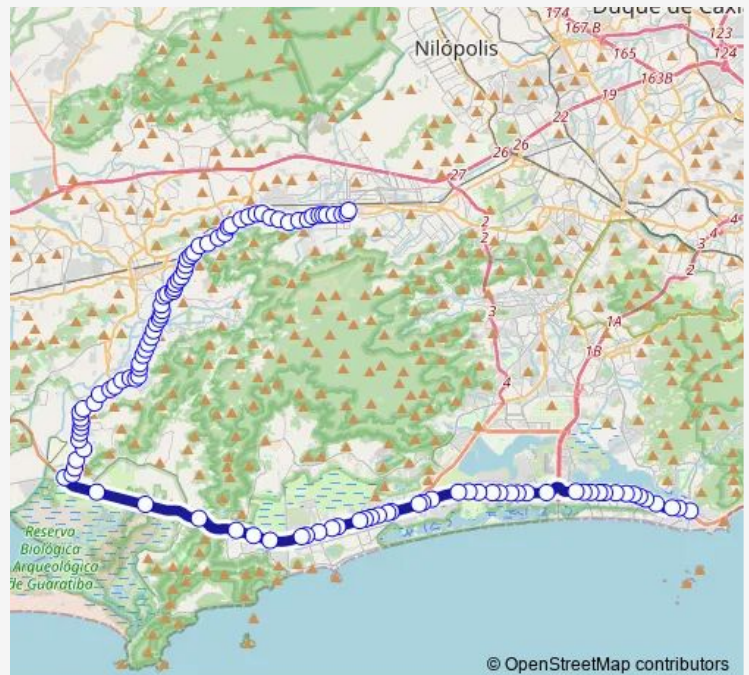 174
Duque de Caxi
167 B
123
165
124
Nilópolis
163B
19
22
26
26
27
4
3
2
2
2
3
1A
1B
4
Reserva
Biológica
Arqueológica
de Guaratiba
© OpenStreetMap contributors